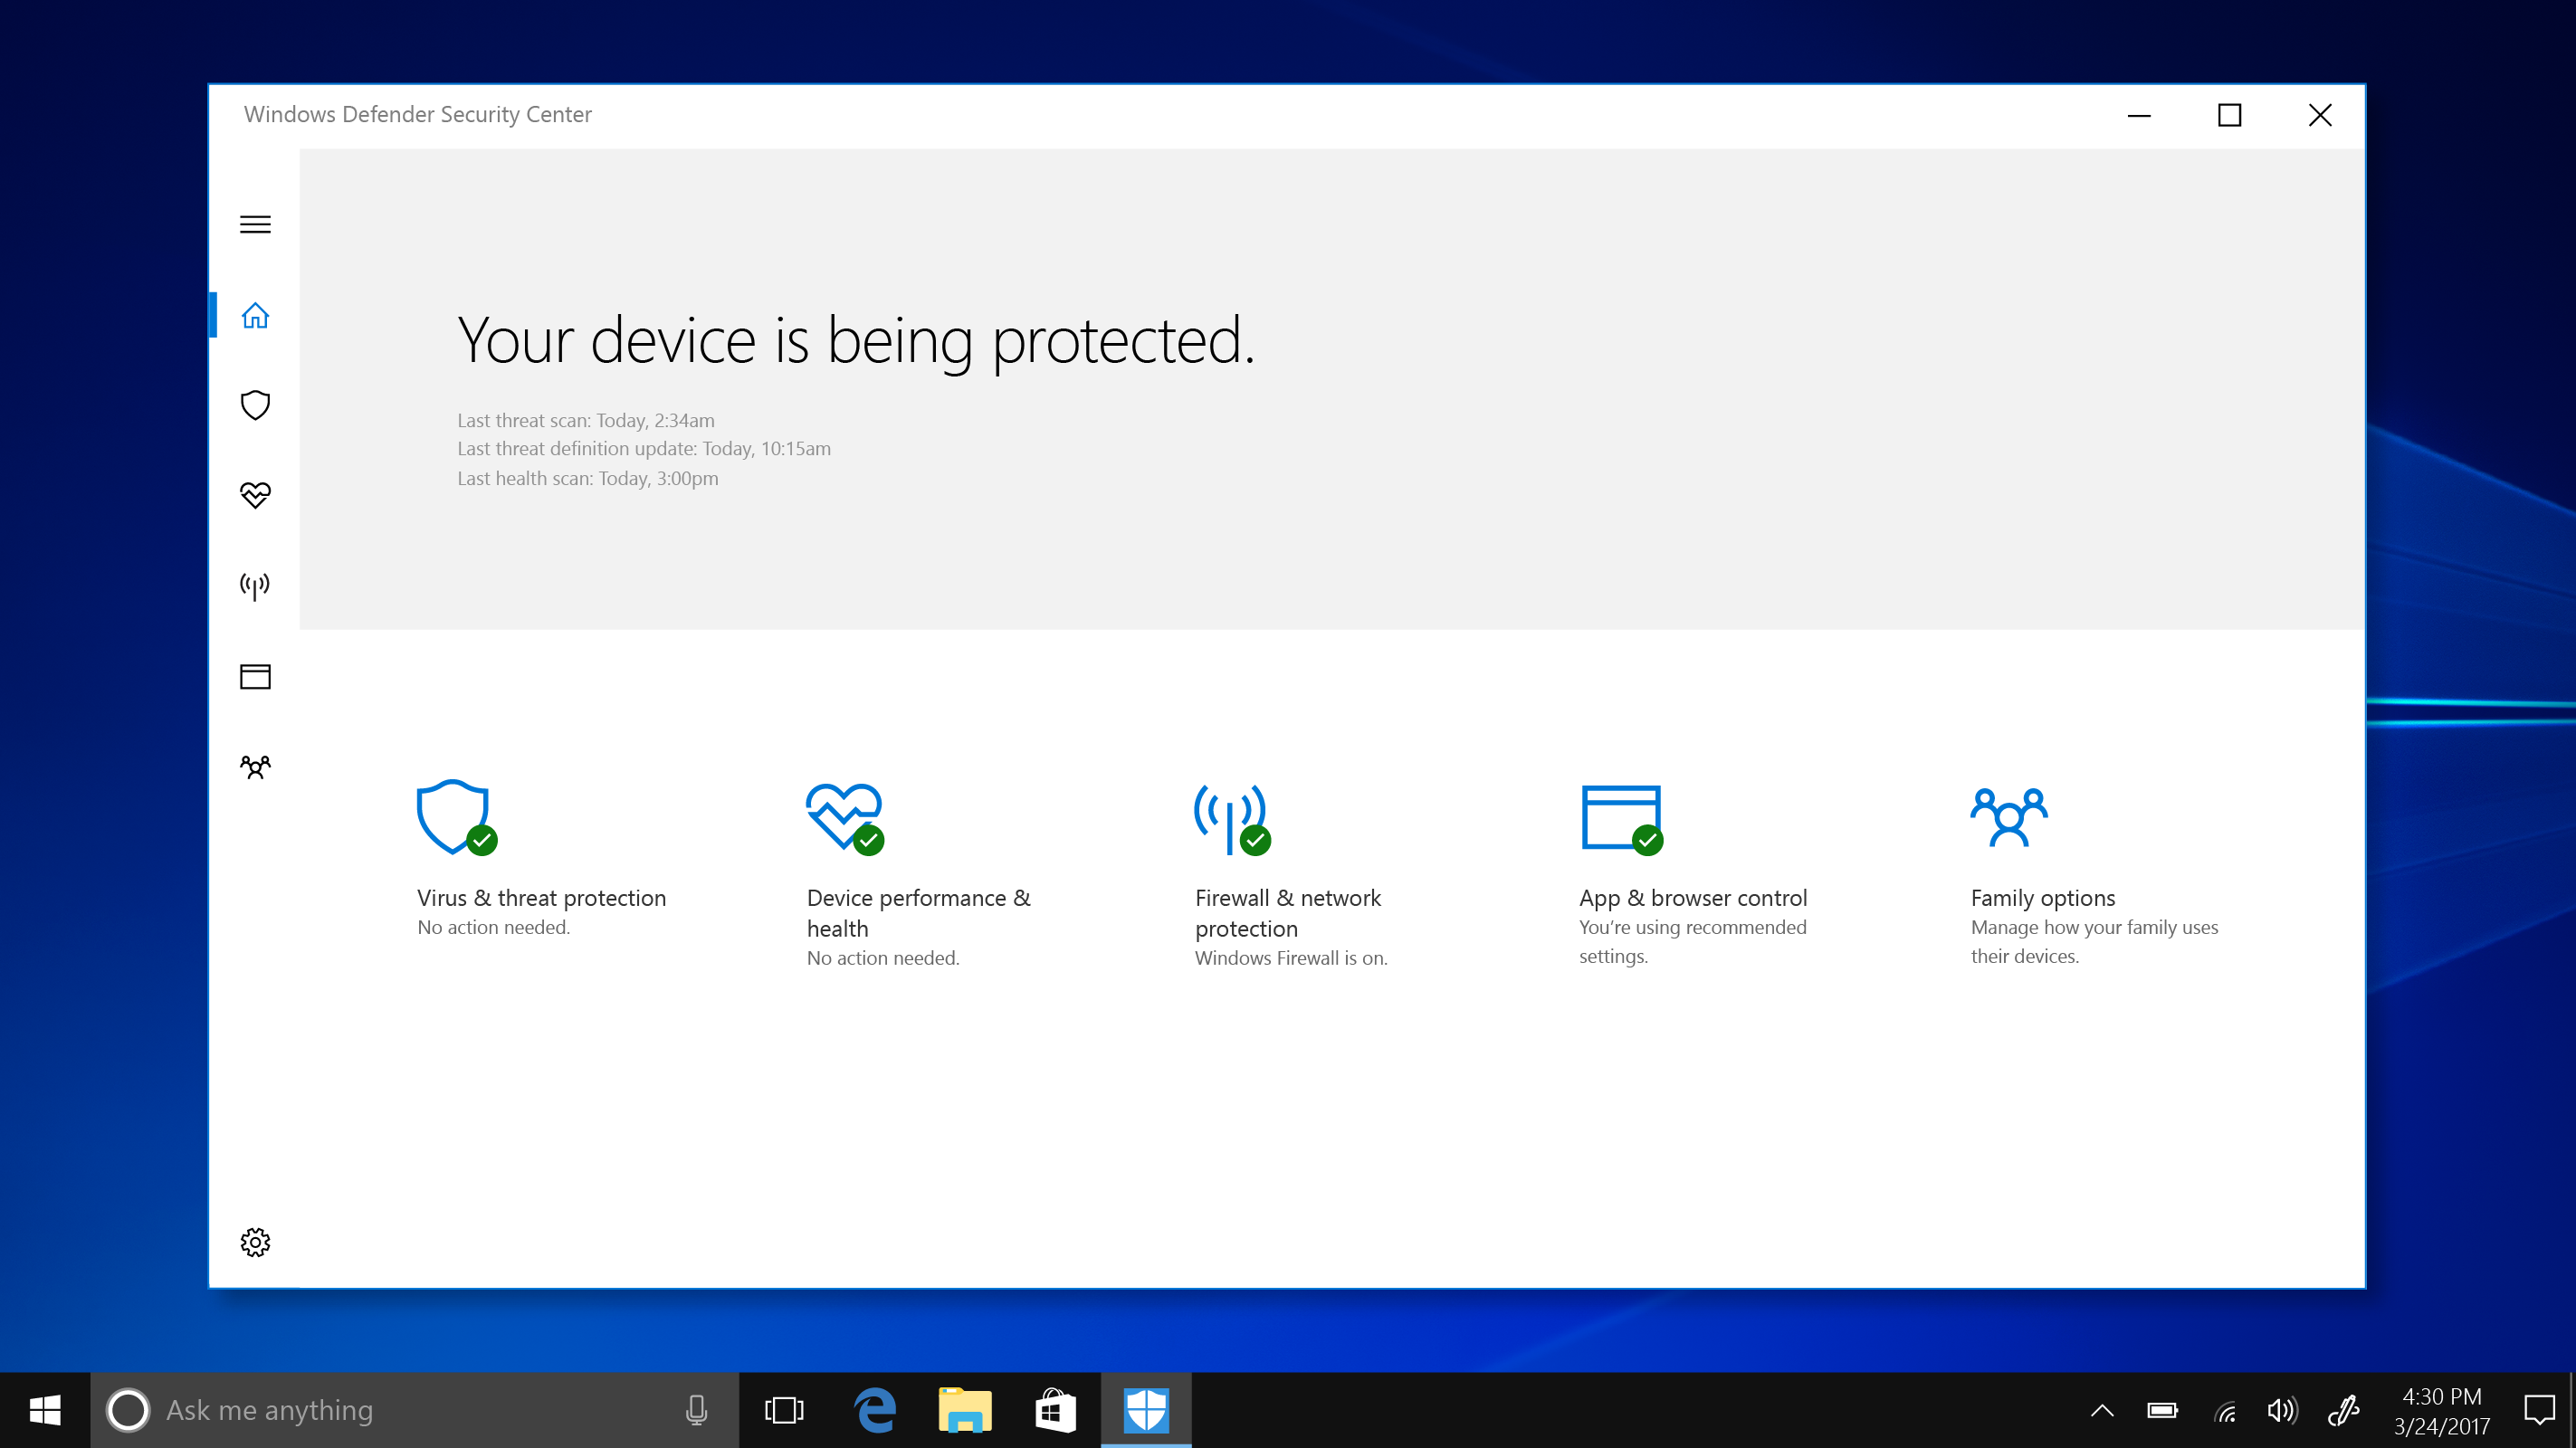 Windows Defender Security Center
Your device is being protected.
Last threat scan: Today, 2:34am
Last threat definition update: Today, 10:15am
Last health scan: Today, 3:00pm
Virus & threat protection
No action needed.
Device performance &
health
No action needed.
Firewall & network
protection
Windows Firewall is on.
App & browser control
You're using recommended
settings.
Family options
Manage how your family uses
their devices.
Ask me anything
4:30 PM
3/24/2017